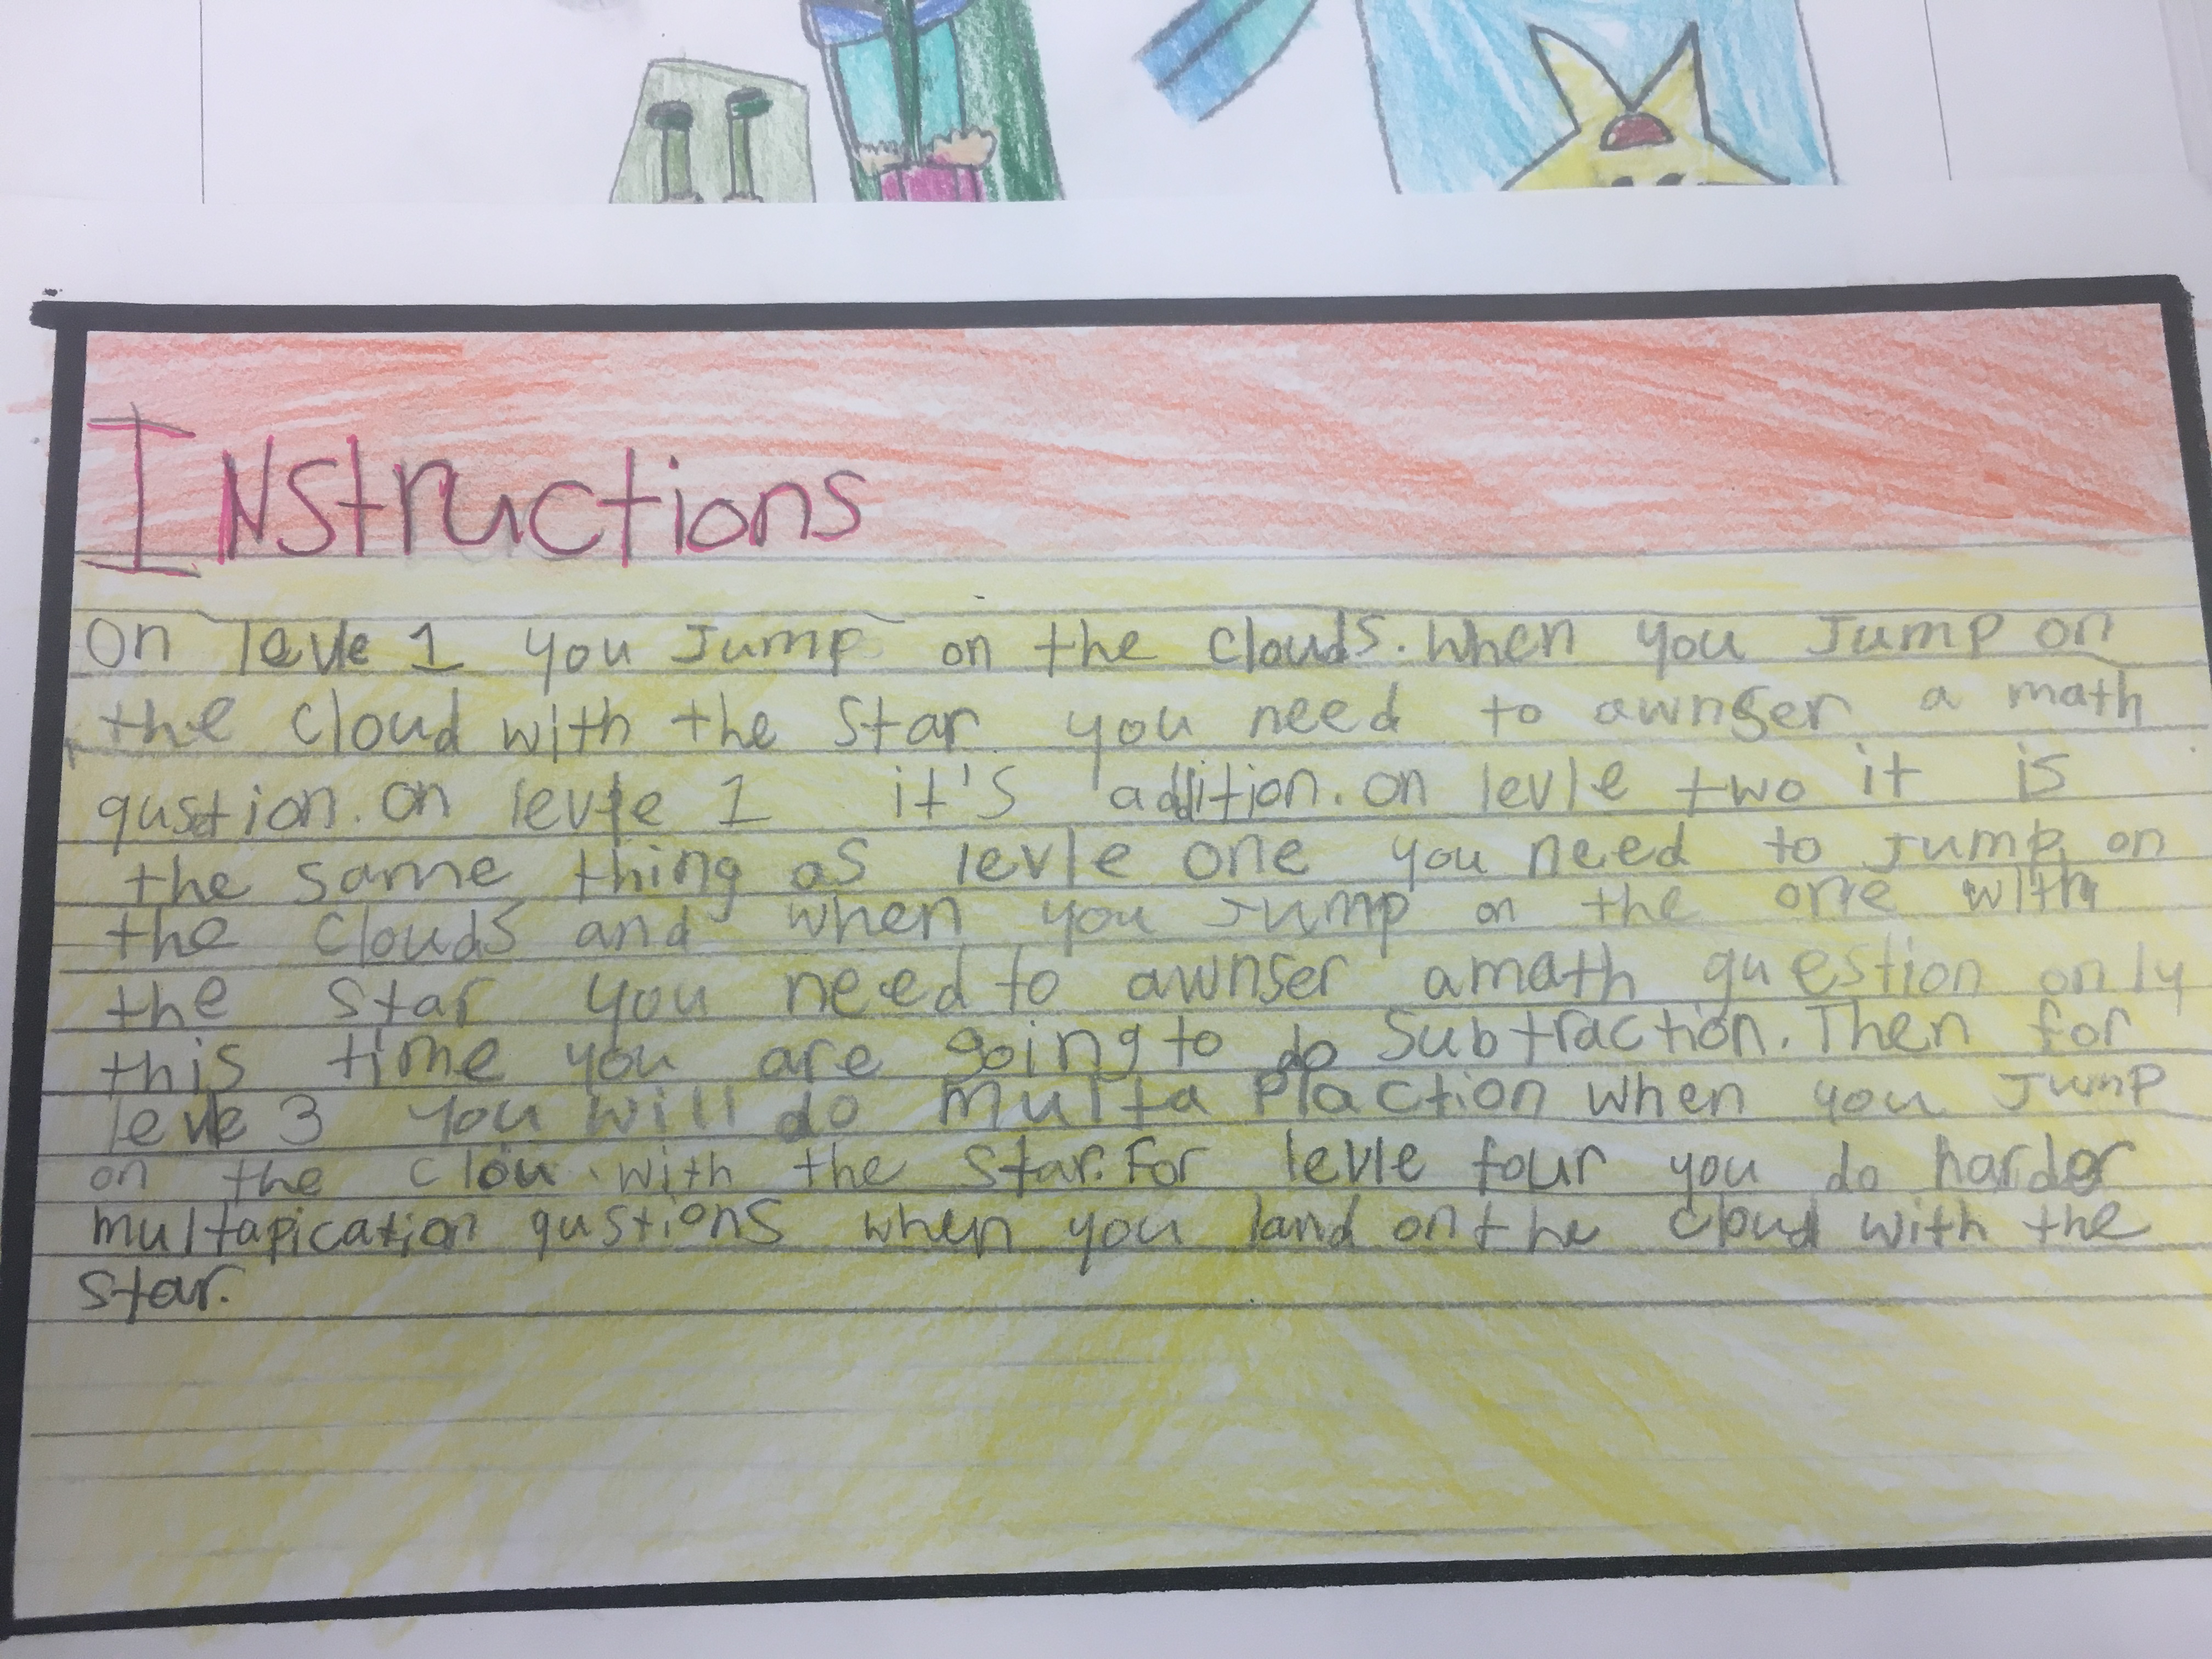 Instructions
on levle 1 you Jump on the clouds. When you Jump on
the cloud with the star you need to awnser a math
qustion. on levle 1 it's addition. on levle two it is
the same thing as levle one you need to Jump on
the clouds and when you Jump on the one with
the star you need to awnser a math question only
this time you are going to do Subtraction. Then for
levle 3 you will do multa Plaction when you Jump
on the clou with the star. For levle four you do harder
multapication qustions when you land on the cloud with the
star.